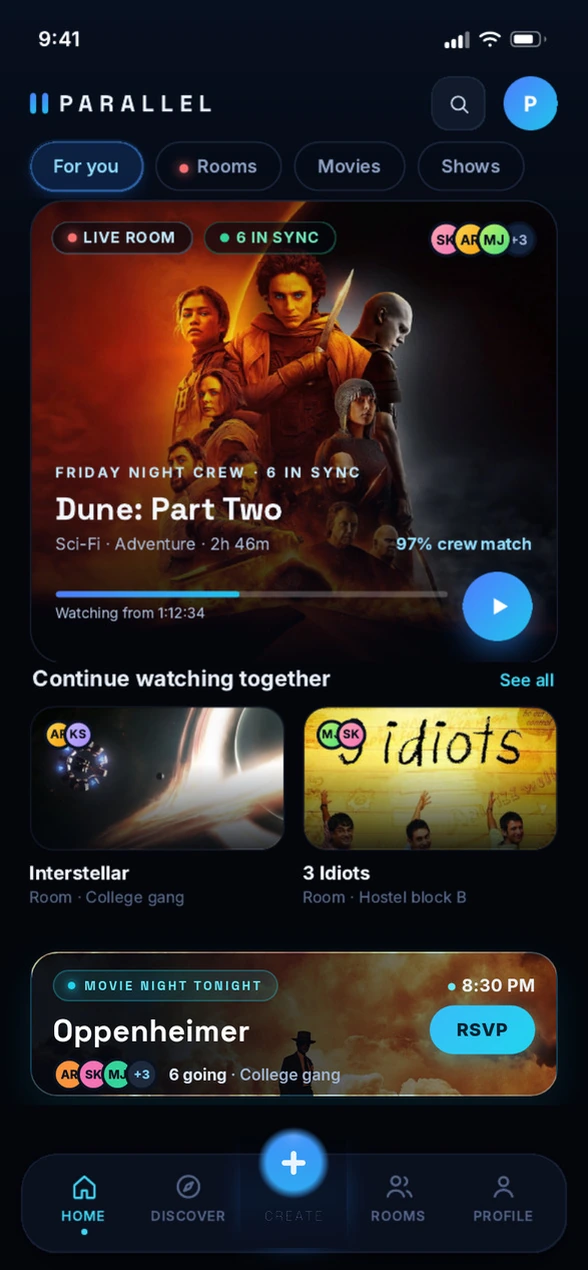 9:41
PARALLEL
P
For you
Rooms
Movies
Shows
LIVE ROOM
6 IN SYNC
SK AR MJ +3
FRIDAY NIGHT CREW · 6 IN SYNC
Dune: Part Two
Sci-Fi · Adventure · 2h 46m
97% crew match
Watching from 1:12:34
Continue watching together
See all
AR KS
SK
idiots
Interstellar
3 Idiots
Room · College gang
Room · Hostel block B
MOVIE NIGHT TONIGHT
8:30 PM
Oppenheimer
RSVP
AR SK MJ +3 6 going · College gang
HOME
DISCOVER
CREATE
ROOMS
PROFILE